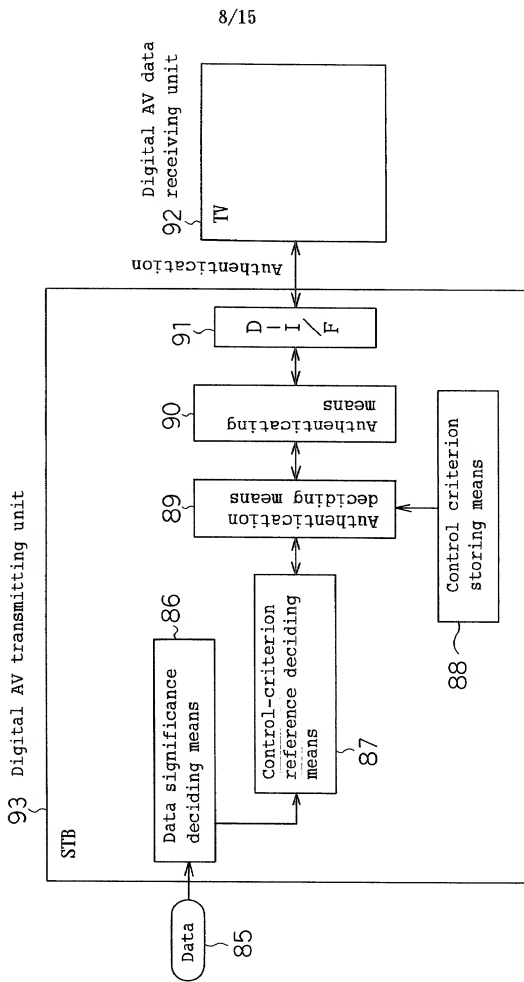 8/15
93 Digital AV transmitting unit
STB
Data
85
86
Data significance
deciding means
Control-criterion
reference deciding
means
87
89
Authentication
deciding means
90
Authenticating
means
91
D-I/F
Control criterion
storing means
88
Authentication
Digital AV data
receiving unit
92
TV